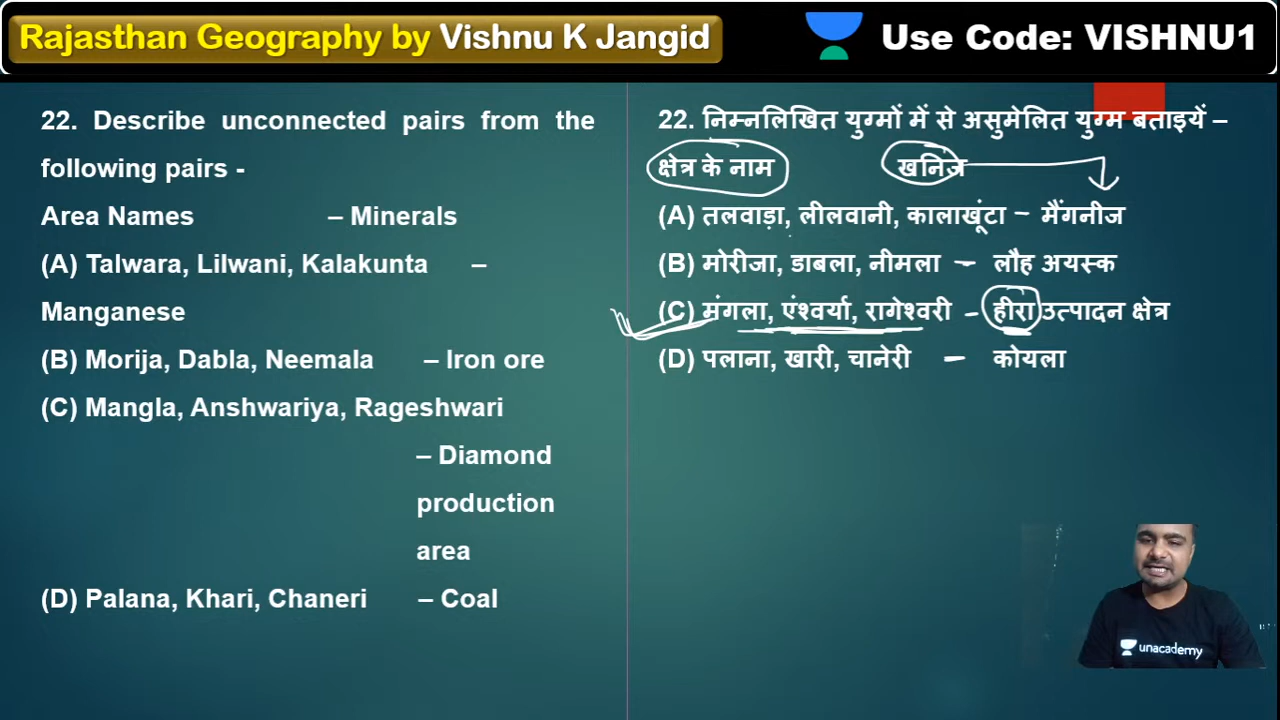 Rajasthan Geography by Vishnu K Jangid
Use Code: VISHNU1
22. Describe unconnected pairs from the
following pairs -
Area Names – Minerals
(A) Talwara, Lilwani, Kalakunta –
Manganese
(B) Morija, Dabla, Neemala – Iron ore
(C) Mangla, Anshwariya, Rageshwari
– Diamond
production
area
(D) Palana, Khari, Chaneri – Coal
22. निम्नलिखित युग्मों में से असुमेलित युग्म बताइयें –
क्षेत्र के नाम खनिज
(A) तलवाड़ा, लीलवानी, कालाखूंटा – मैंगनीज
(B) मोरीजा, डाबला, नीमला – लौह अयस्क
(C) मंगला, एंश्वर्या, रागेश्वरी – हीरा उत्पादन क्षेत्र
(D) पलाना, खारी, चानेरी – कोयला
unacademy